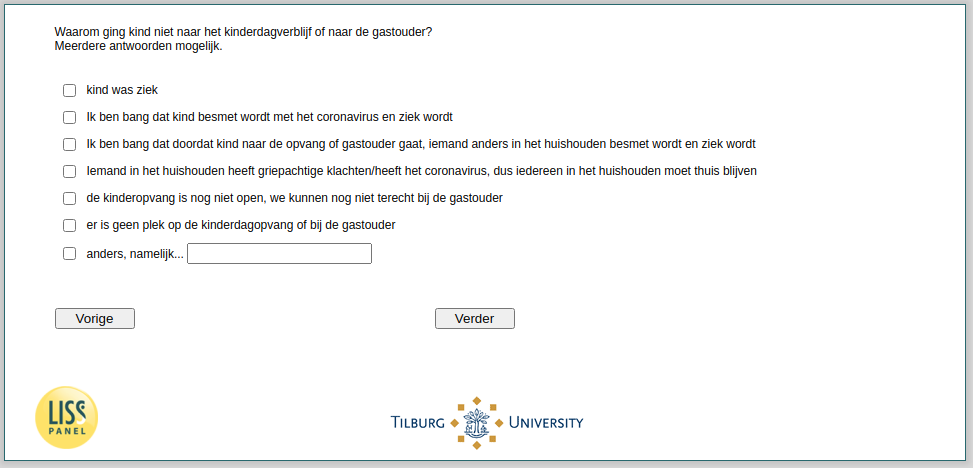 Waarom ging kind niet naar het kinderdagverblijf of naar de gastouder?
Meerdere antwoorden mogelijk.
kind was ziek
Ik ben bang dat kind besmet wordt met het coronavirus en ziek wordt
Ik ben bang dat doordat kind naar de opvang of gastouder gaat, iemand anders in het huishouden besmet wordt en ziek wordt
Iemand in het huishouden heeft griepachtige klachten/heeft het coronavirus, dus iedereen in het huishouden moet thuis blijven
de kinderopvang is nog niet open, we kunnen nog niet terecht bij de gastouder
er is geen plek op de kinderdagopvang of bij de gastouder
anders, namelijk...
Vorige Verder
LISS
PANEL
TILBURG UNIVERSITY